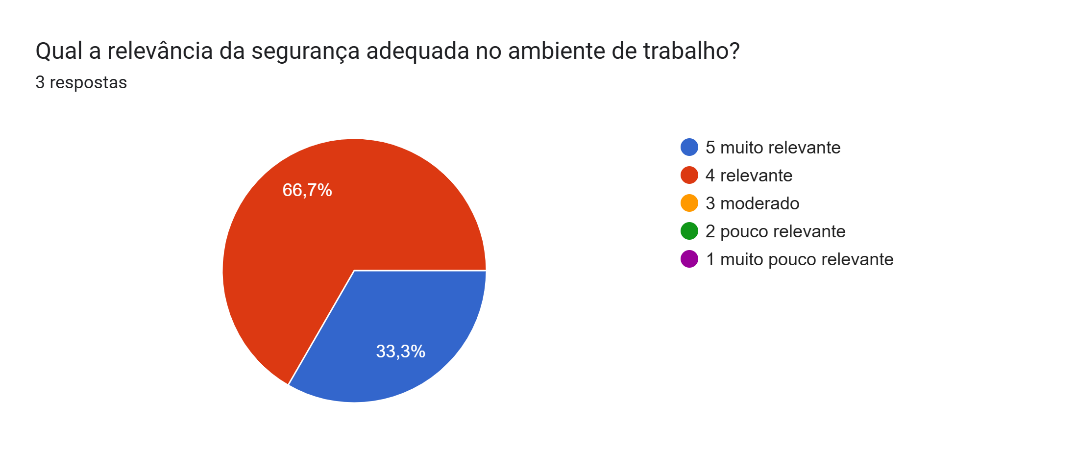 Qual a relevância da segurança adequada no ambiente de trabalho?
3 respostas
66,7%
33,3%
5 muito relevante
4 relevante
3 moderado
2 pouco relevante
1 muito pouco relevante